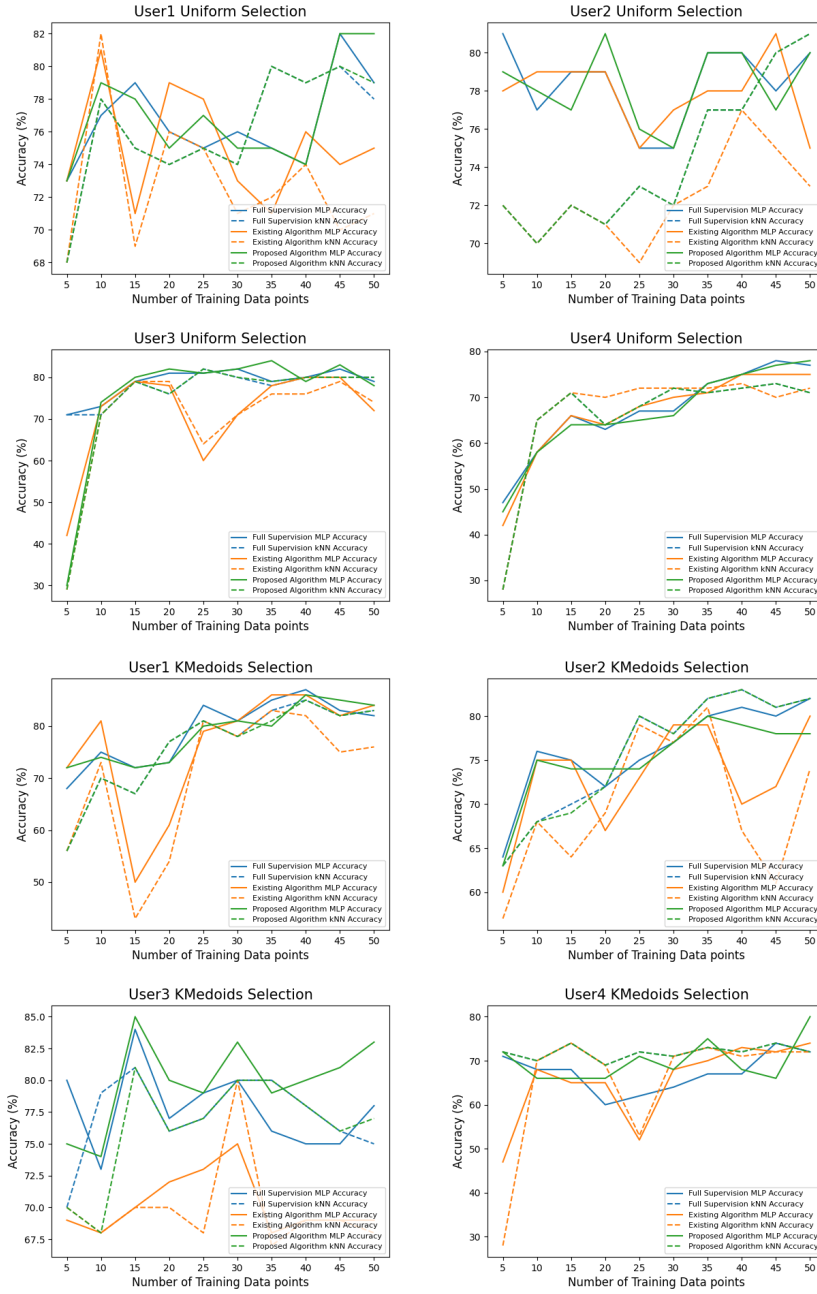 User1 Uniform Selection
Accuracy (%)
82
80
78
76
74
72
70
68
5 10 15 20 25 30 35 40 45 50
Number of Training Data points
Full Supervision MLP Accuracy
Full Supervision kNN Accuracy
Existing Algorithm MLP Accuracy
Existing Algorithm kNN Accuracy
Proposed Algorithm MLP Accuracy
Proposed Algorithm kNN Accuracy
User2 Uniform Selection
Accuracy (%)
80
78
76
74
72
70
5 10 15 20 25 30 35 40 45 50
Number of Training Data points
Full Supervision MLP Accuracy
Full Supervision kNN Accuracy
Existing Algorithm MLP Accuracy
Existing Algorithm kNN Accuracy
Proposed Algorithm MLP Accuracy
Proposed Algorithm kNN Accuracy
User3 Uniform Selection
Accuracy (%)
80
70
60
50
40
30
5 10 15 20 25 30 35 40 45 50
Number of Training Data points
Full Supervision MLP Accuracy
Full Supervision kNN Accuracy
Existing Algorithm MLP Accuracy
Existing Algorithm kNN Accuracy
Proposed Algorithm MLP Accuracy
Proposed Algorithm kNN Accuracy
User4 Uniform Selection
Accuracy (%)
80
70
60
50
40
30
5 10 15 20 25 30 35 40 45 50
Number of Training Data points
Full Supervision MLP Accuracy
Full Supervision kNN Accuracy
Existing Algorithm MLP Accuracy
Existing Algorithm kNN Accuracy
Proposed Algorithm MLP Accuracy
Proposed Algorithm kNN Accuracy
User1 KMedoids Selection
Accuracy (%)
80
70
60
50
5 10 15 20 25 30 35 40 45 50
Number of Training Data points
Full Supervision MLP Accuracy
Full Supervision kNN Accuracy
Existing Algorithm MLP Accuracy
Existing Algorithm kNN Accuracy
Proposed Algorithm MLP Accuracy
Proposed Algorithm kNN Accuracy
User2 KMedoids Selection
Accuracy (%)
80
75
70
65
60
5 10 15 20 25 30 35 40 45 50
Number of Training Data points
Full Supervision MLP Accuracy
Full Supervision kNN Accuracy
Existing Algorithm MLP Accuracy
Existing Algorithm kNN Accuracy
Proposed Algorithm MLP Accuracy
Proposed Algorithm kNN Accuracy
User3 KMedoids Selection
Accuracy (%)
85.0
82.5
80.0
77.5
75.0
72.5
70.0
67.5
5 10 15 20 25 30 35 40 45 50
Number of Training Data points
Full Supervision MLP Accuracy
Full Supervision kNN Accuracy
Existing Algorithm MLP Accuracy
Existing Algorithm kNN Accuracy
Proposed Algorithm MLP Accuracy
Proposed Algorithm kNN Accuracy
User4 KMedoids Selection
Accuracy (%)
80
70
60
50
40
30
5 10 15 20 25 30 35 40 45 50
Number of Training Data points
Full Supervision MLP Accuracy
Full Supervision kNN Accuracy
Existing Algorithm MLP Accuracy
Existing Algorithm kNN Accuracy
Proposed Algorithm MLP Accuracy
Proposed Algorithm kNN Accuracy